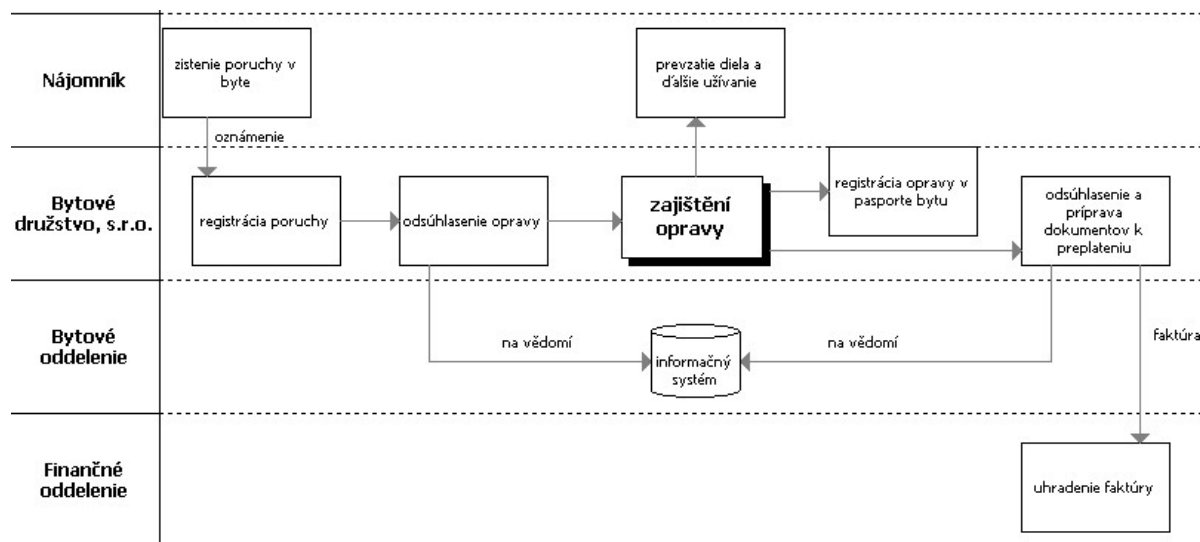 Nájomník
zistenie poruchy v
byte
prevzatie diela a
ďalšie užívanie
oznámenie
Bytové
družstvo, s.r.o.
registrácia poruchy
odsúhlasenie opravy
zajištění
opravy
registrácia opravy v
pasporte bytu
odsúhlasenie a
príprava
dokumentov k
preplateniu
Bytové
oddelenie
na vědomí
informačný
systém
na vědomí
faktúra
Finančné
oddelenie
uhradenie faktúry